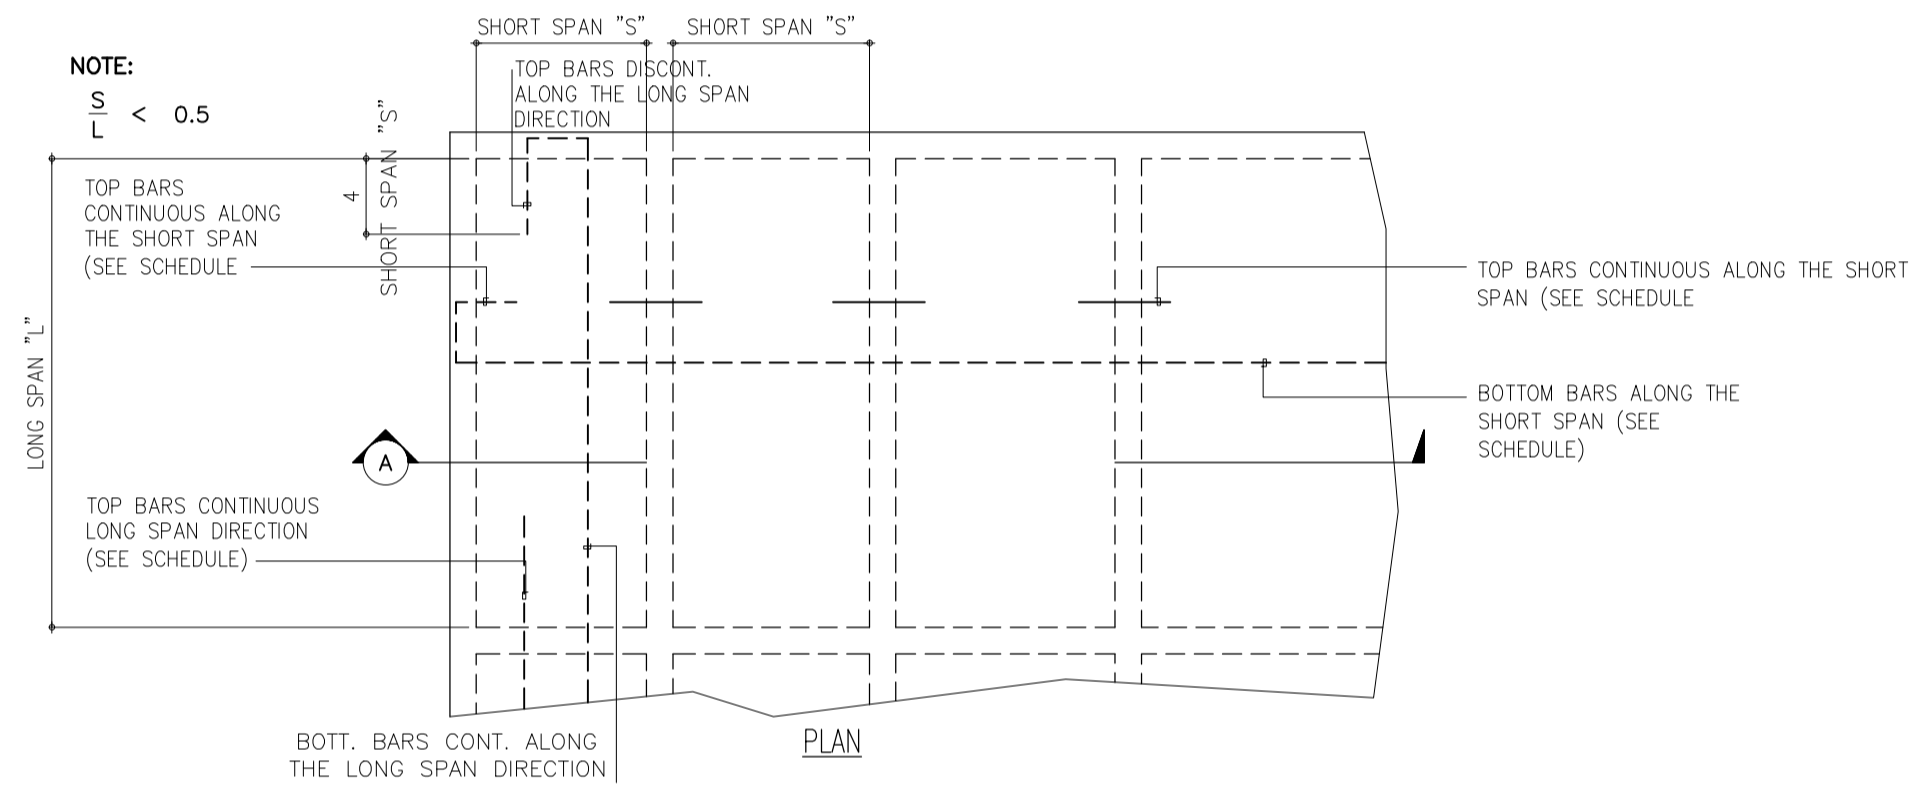 SHORT SPAN "S"
SHORT SPAN "S"
NOTE:
S
L
< 0.5
TOP BARS DISCONT.
ALONG THE LONG SPAN
DIRECTION
SHORT SPAN "S"
4
TOP BARS
CONTINUOUS ALONG
THE SHORT SPAN
(SEE SCHEDULE
TOP BARS CONTINUOUS ALONG THE SHORT
SPAN (SEE SCHEDULE
LONG SPAN "L"
BOTTOM BARS ALONG THE
SHORT SPAN (SEE
SCHEDULE)
A
TOP BARS CONTINUOUS
LONG SPAN DIRECTION
(SEE SCHEDULE)
BOTT. BARS CONT. ALONG
THE LONG SPAN DIRECTION
PLAN